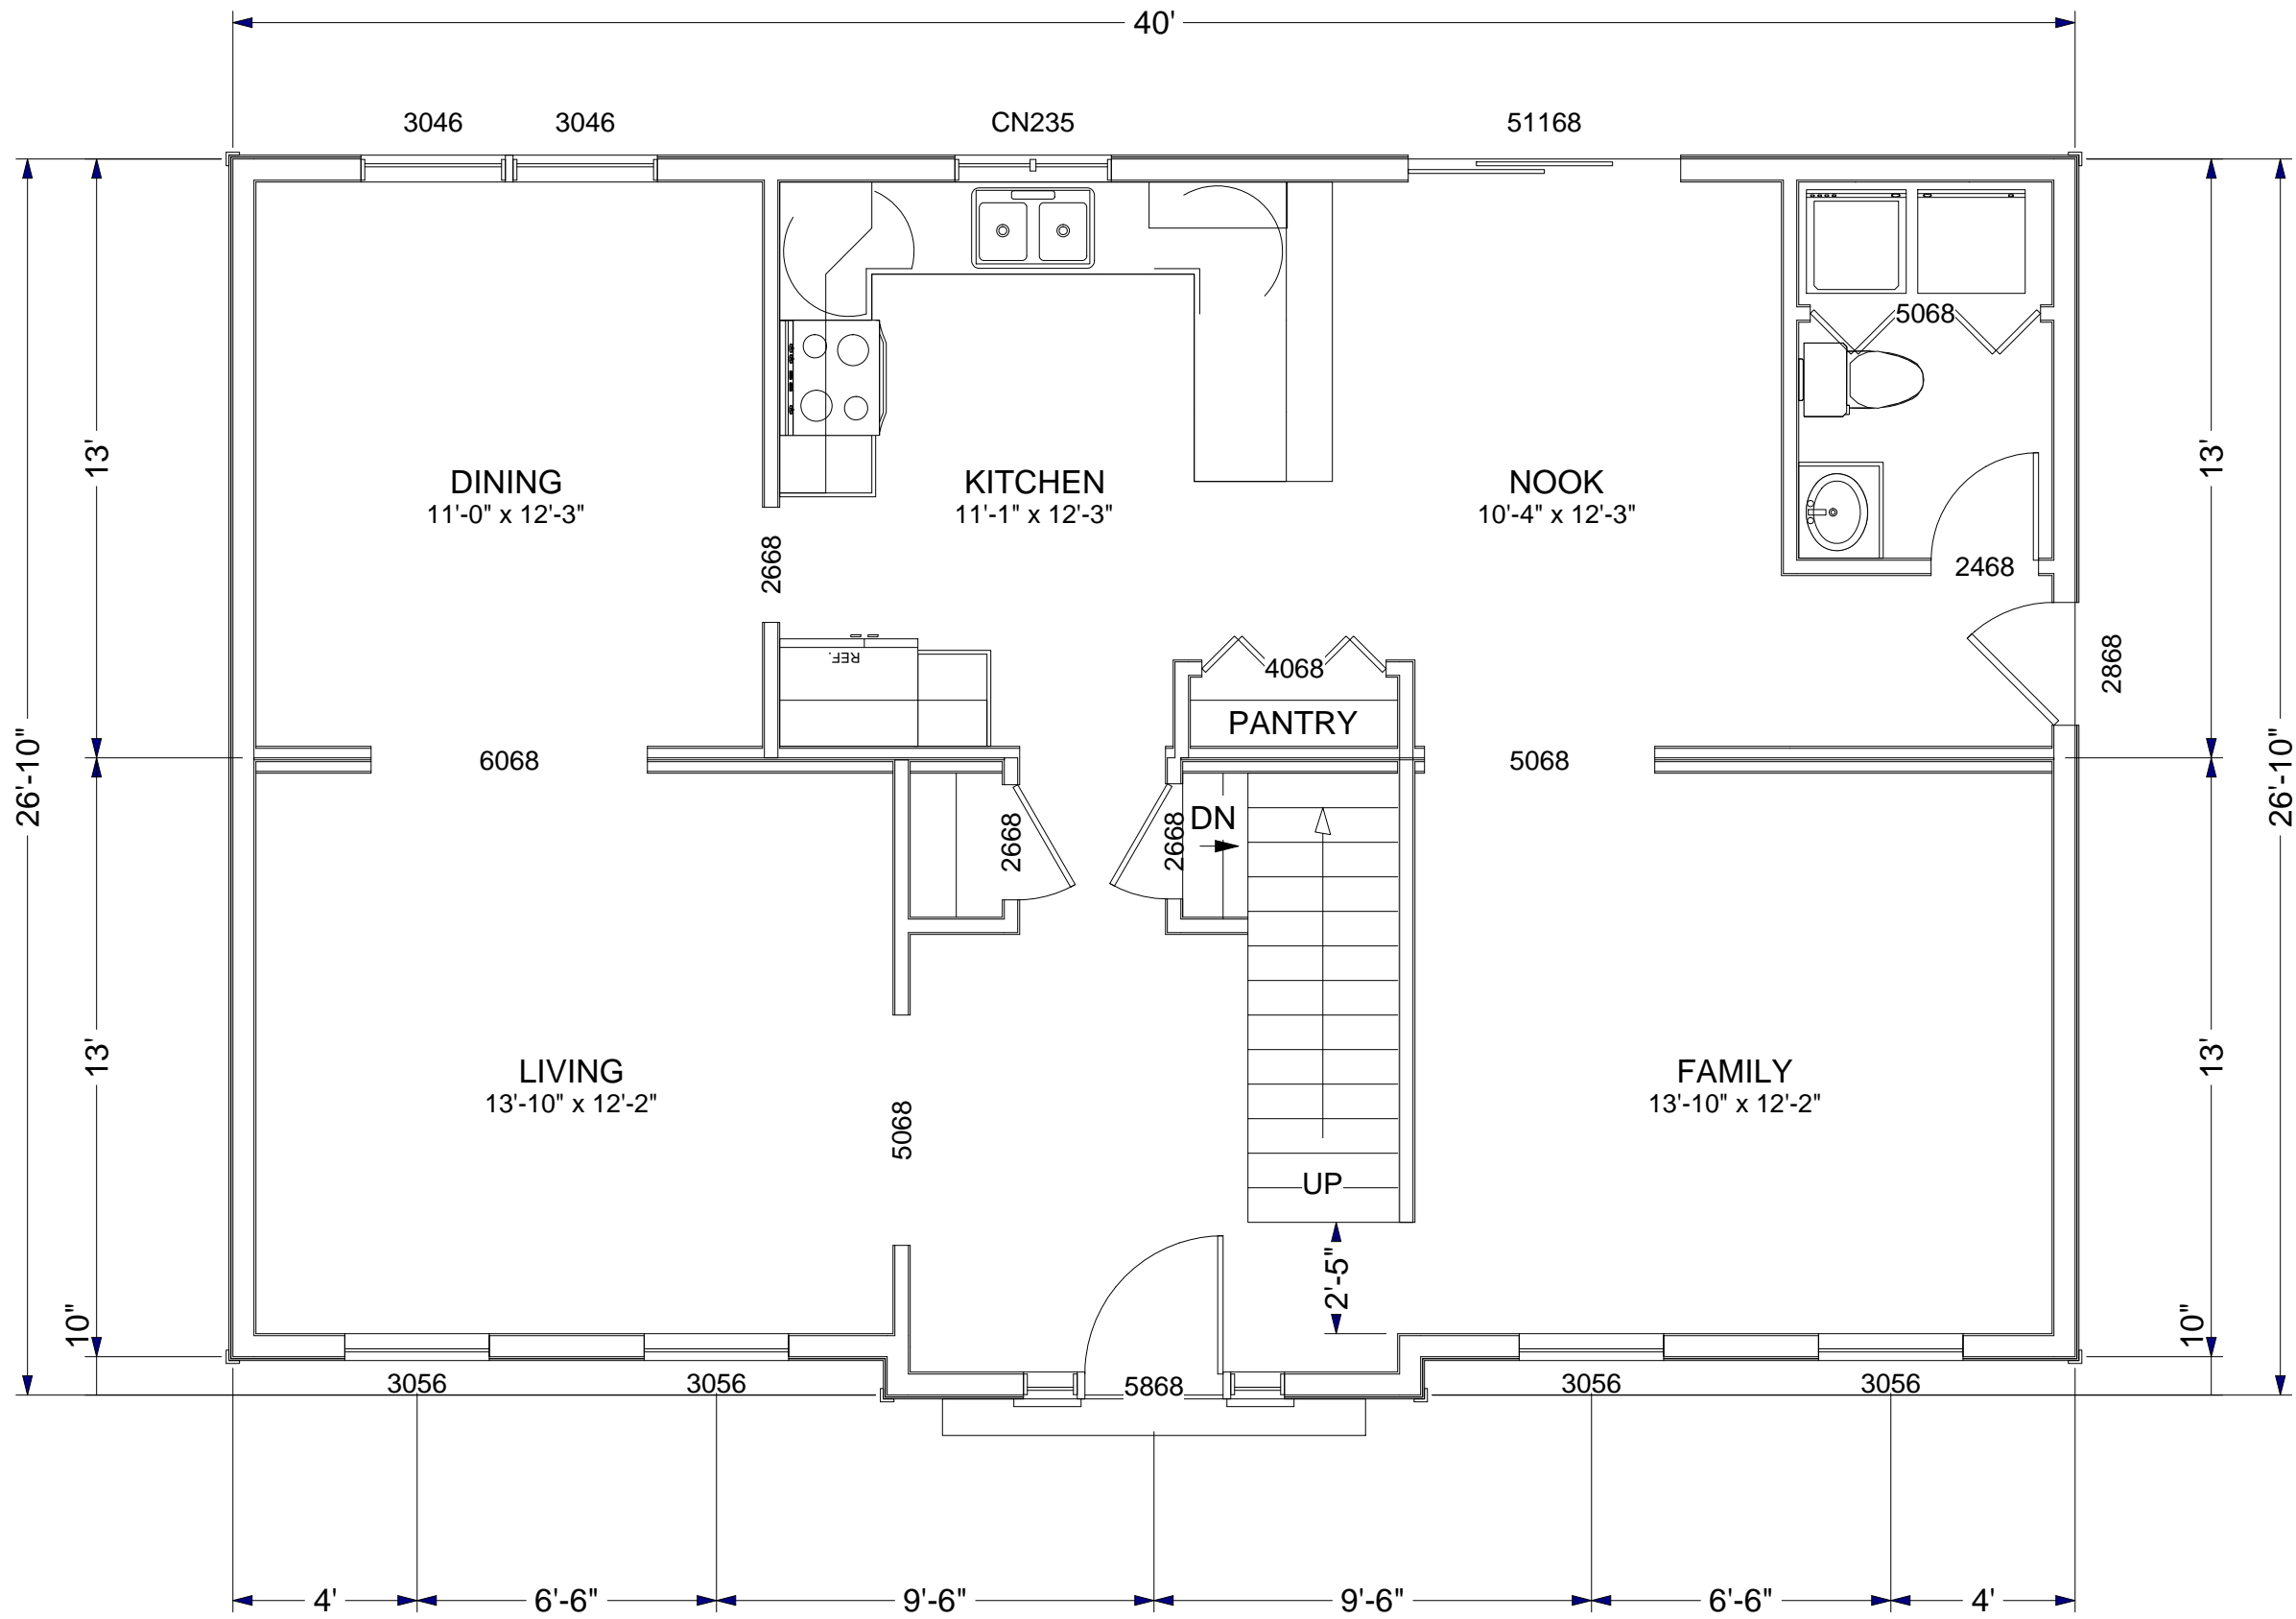 40'
3046
3046
CN235
51168
5068
13'
13'
DINING
11'-0" x 12'-3"
KITCHEN
11'-1" x 12'-3"
NOOK
10'-4" x 12'-3"
2668
2468
REF.
4068
2868
PANTRY
26'-10"
6068
5068
26'-10"
2668
2668
DN
13'
LIVING
13'-10" x 12'-2"
5068
FAMILY
13'-10" x 12'-2"
13'
UP
2'-5"
10"
10"
3056
3056
5868
3056
3056
4'
6'-6"
9'-6"
9'-6"
6'-6"
4'